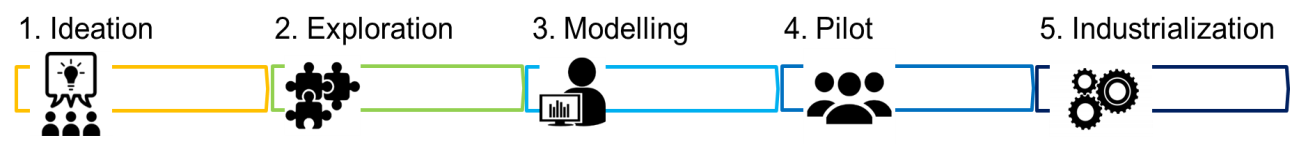 1. Ideation
2. Exploration
3. Modelling
4. Pilot
5. Industrialization